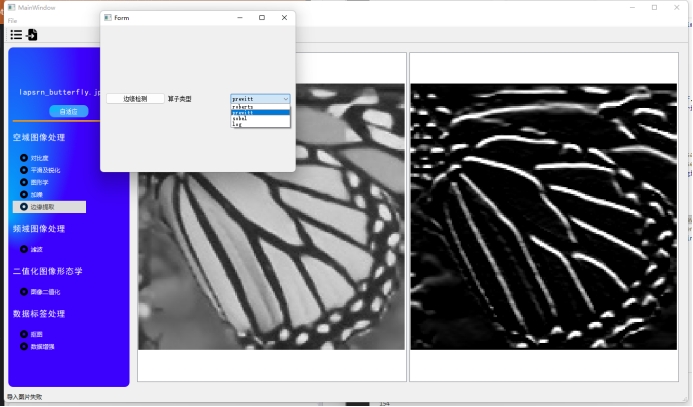 MainWindow
File
Form
边缘检测
算子类型
prewitt
roberts
prewitt
sobel
log
lapsrn_butterfly.jp
自适应
空域图像处理
对比度
平滑及锐化
图形学
加噪
边缘提取
频域图像处理
滤波
二值化图像形态学
图像二值化
数据标签处理
抠图
数据增强
导入图片失败
194